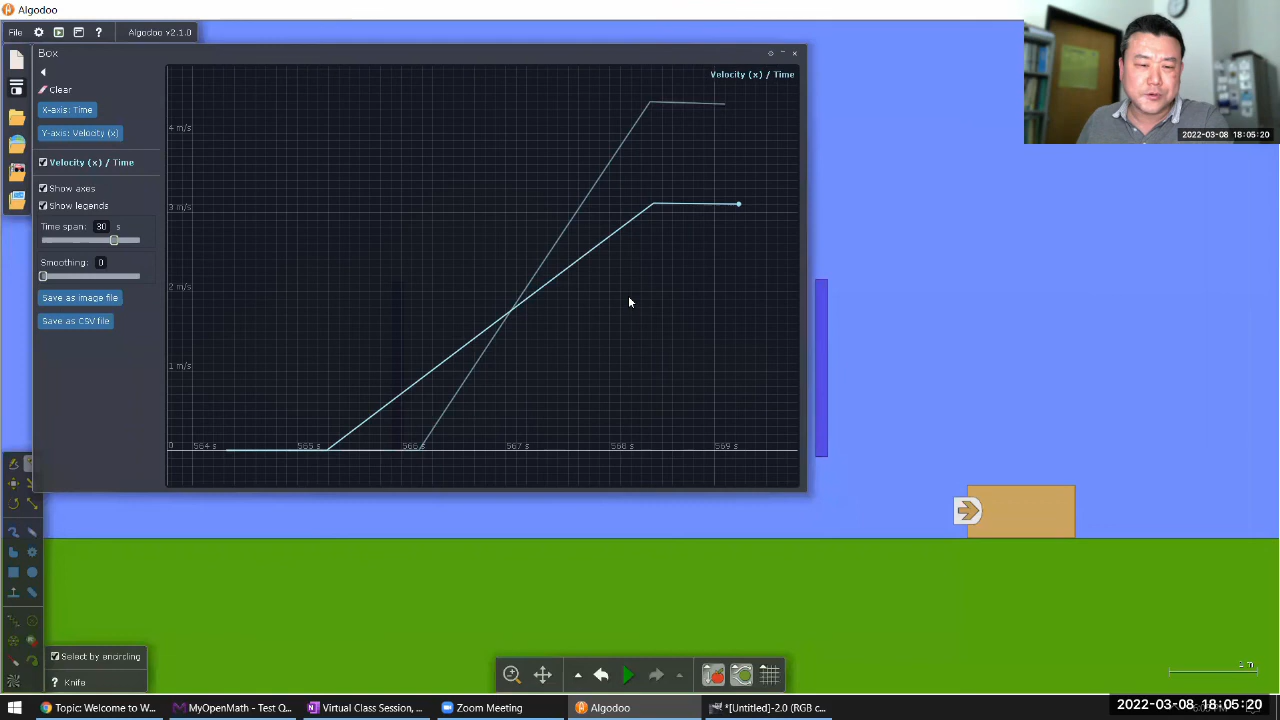 Algodoo
File
?
Algodoo v2.1.0
Box
Clear
X-axis: Time
Y-axis: Velocity (x)
Velocity (x) / Time
Show axes
Show legends
Time span: 30 s
Smoothing: 0
Save as image file
Save as CSV file
Velocity (x) / Time
4 m/s
3 m/s
2 m/s
1 m/s
0
564 s
565 s
566 s
567 s
568 s
569 s
2022-03-08 18:05:20
Select by encircling
? Knife
1 m
Topic: Welcome to W...
MyOpenMath - Test Q...
Virtual Class Session, ...
Zoom Meeting
Algodoo
*[Untitled]-2.0 (RGB c...
2022-03-08 18:05:20